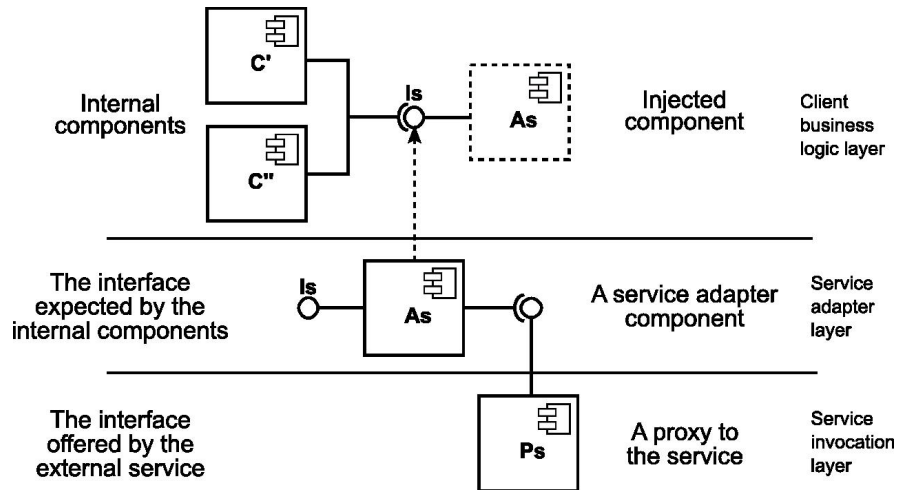 C'
Internal
components
C"
Is
As
Injected
component
Client
business
logic layer
The interface
expected by the
internal components
Is
As
A service adapter
component
Service
adapter
layer
The interface
offered by the
external service
Ps
A proxy to
the service
Service
invocation
layer